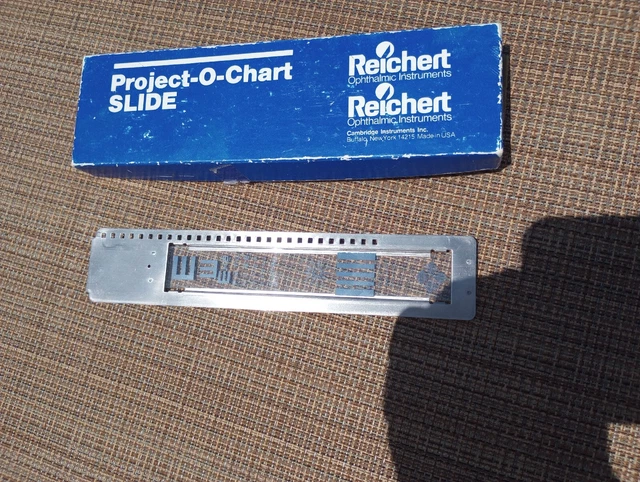 Project-O-Chart
SLIDE
Reichert
Ophthalmic Instruments
Reichert
Ophthalmic Instruments
Cambridge Instruments Inc.
Buffalo, New York 14215 Made in USA
E